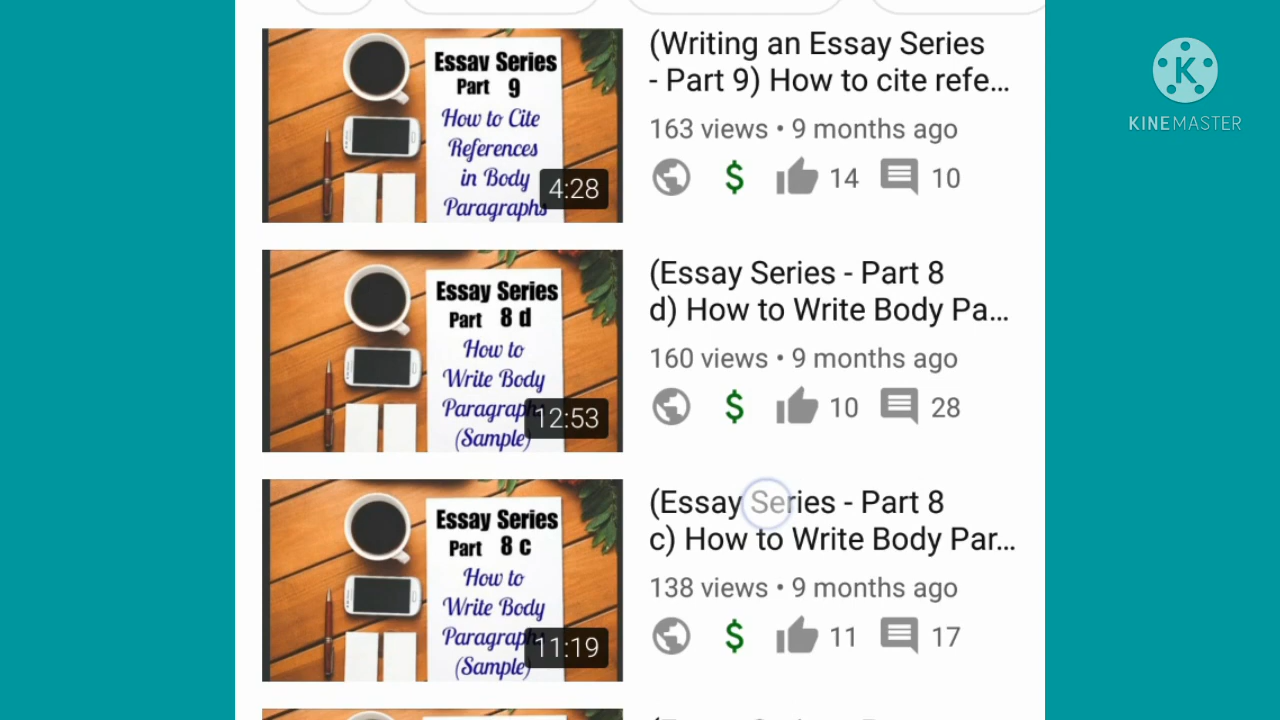 Essay Series
Part 9
How to Cite
References
in Body
Paragraphs
4:28
(Writing an Essay Series
- Part 9) How to cite refe...
163 views • 9 months ago
$ 14 10
Essay Series
Part 8 d
How to
Write Body
Paragraph
(Sample)
12:53
(Essay Series - Part 8
d) How to Write Body Pa...
160 views • 9 months ago
$ 10 28
Essay Series
Part 8 c
How to
Write Body
Paragraph
(Sample)
11:19
(Essay Series - Part 8
c) How to Write Body Par...
138 views • 9 months ago
$ 11 17
K
KINEMASTER